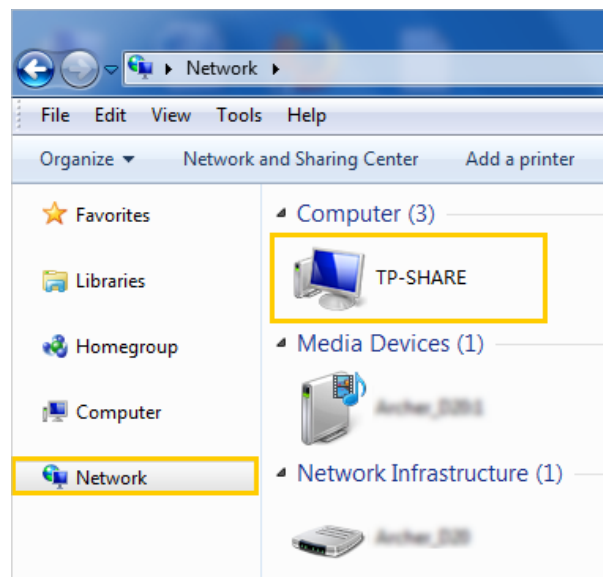 Network
File Edit View Tools Help
Organize Network and Sharing Center Add a printer
Favorites
Libraries
Homegroup
Computer
Network
Computer (3)
TP-SHARE
Media Devices (1)
Network Infrastructure (1)